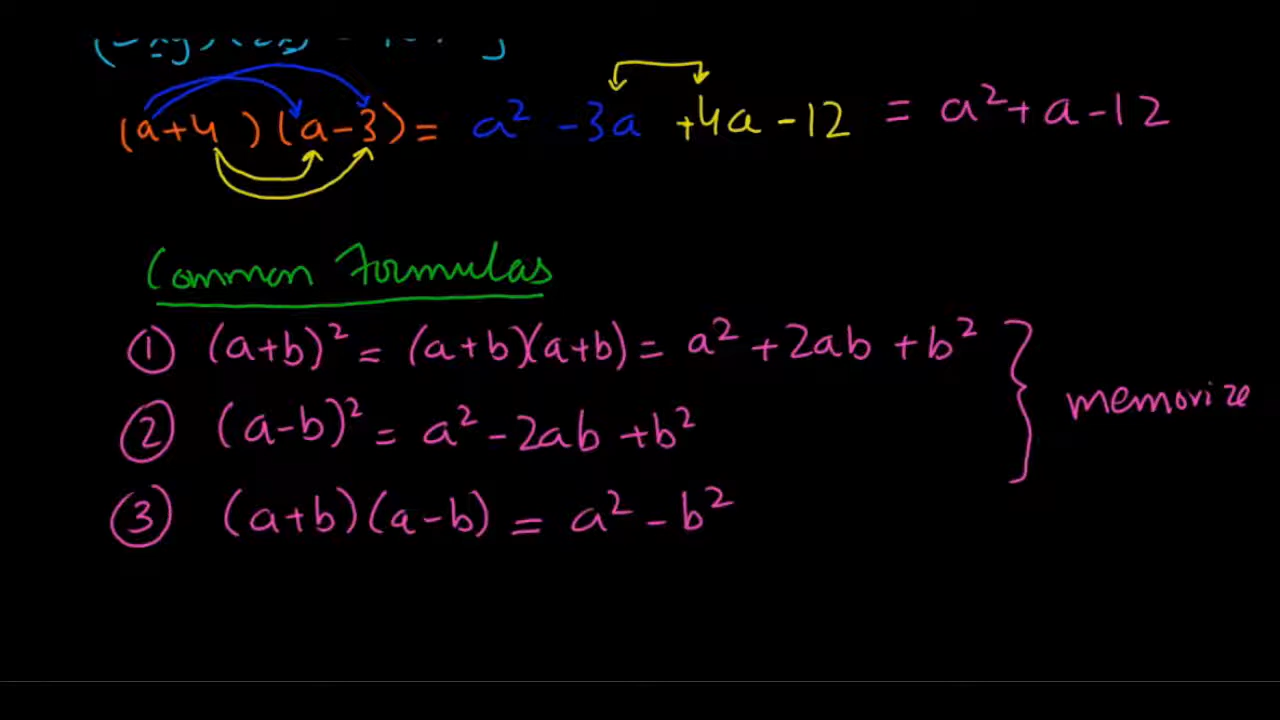 (a+4)(a-3) = a² -3a +4a -12 = a² + a -12
Common Formulas
① (a+b)² = (a+b)(a+b) = a² + 2ab + b²
② (a-b)² = a² - 2ab + b²
memorize
③ (a+b)(a-b) = a² - b²